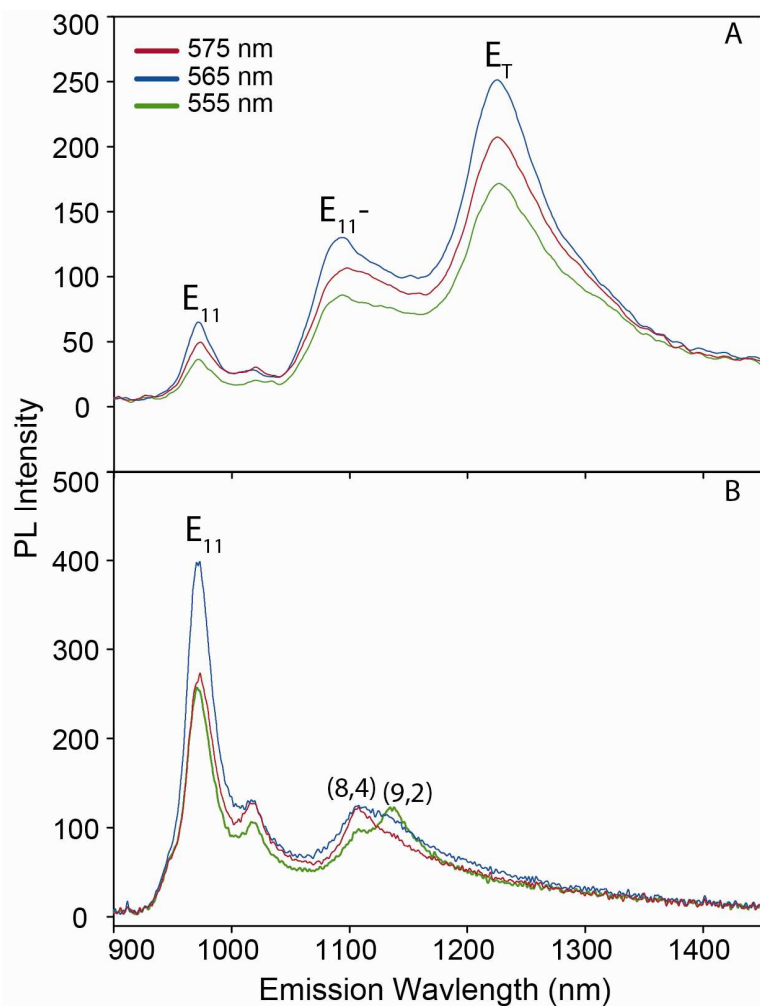 300
A
575 nm
565 nm
555 nm
E_T
250
200
E_11-
150
100
E_11
50
0
PL Intensity
500
B
E_11
400
300
200
(8,4) (9,2)
100
0
900 1000 1100 1200 1300 1400
Emission Wavlength (nm)